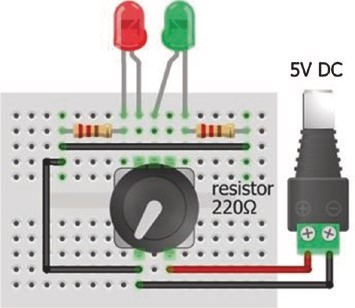 5V DC
resistor
220Ω
+ −